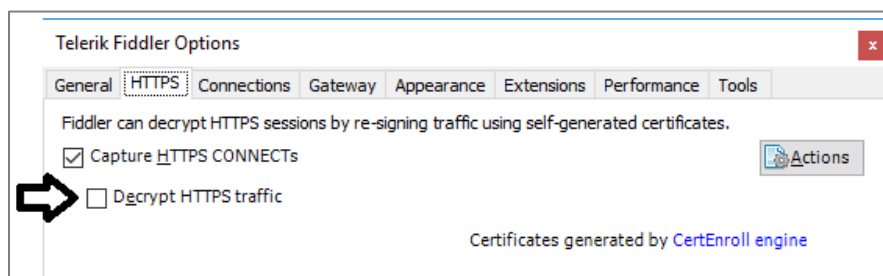 Telerik Fiddler Options
x
General HTTPS Connections Gateway Appearance Extensions Performance Tools
Fiddler can decrypt HTTPS sessions by re-signing traffic using self-generated certificates.
Capture HTTPS CONNECTs Actions
Decrypt HTTPS traffic
Certificates generated by CertEnroll engine